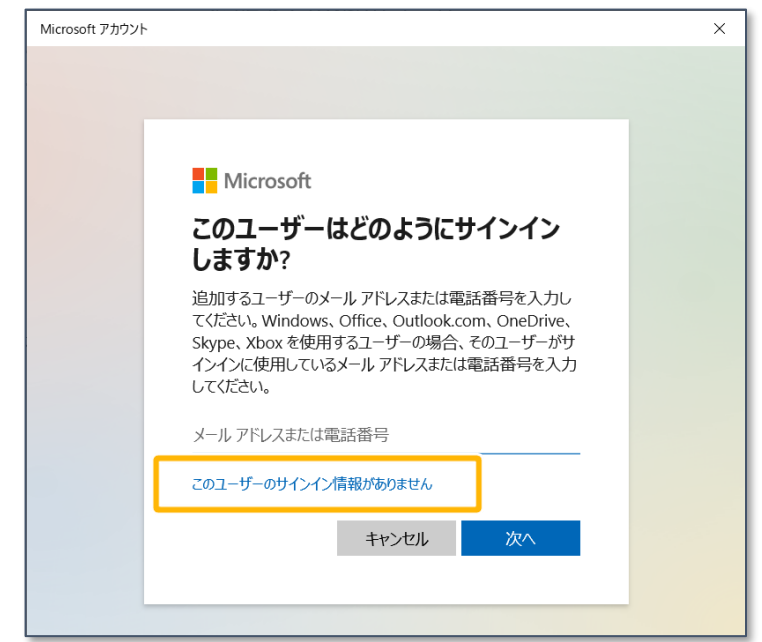 Microsoft アカウント
Microsoft
このユーザーはどのようにサインイン
しますか?
追加するユーザーのメール アドレスまたは電話番号を入力し
てください。Windows、Office、Outlook.com、OneDrive、
Skype、Xbox を使用するユーザーの場合、そのユーザーがサ
インインに使用しているメール アドレスまたは電話番号を入力
してください。
メール アドレスまたは電話番号
このユーザーのサインイン情報がありません
キャンセル
次へ